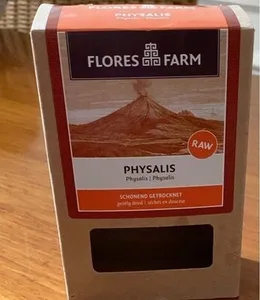 FLORES FARM
RAW
PHYSALIS
Physalis | Physalis
SCHONEND GETROCKNET
gently dried | séchés en douceur